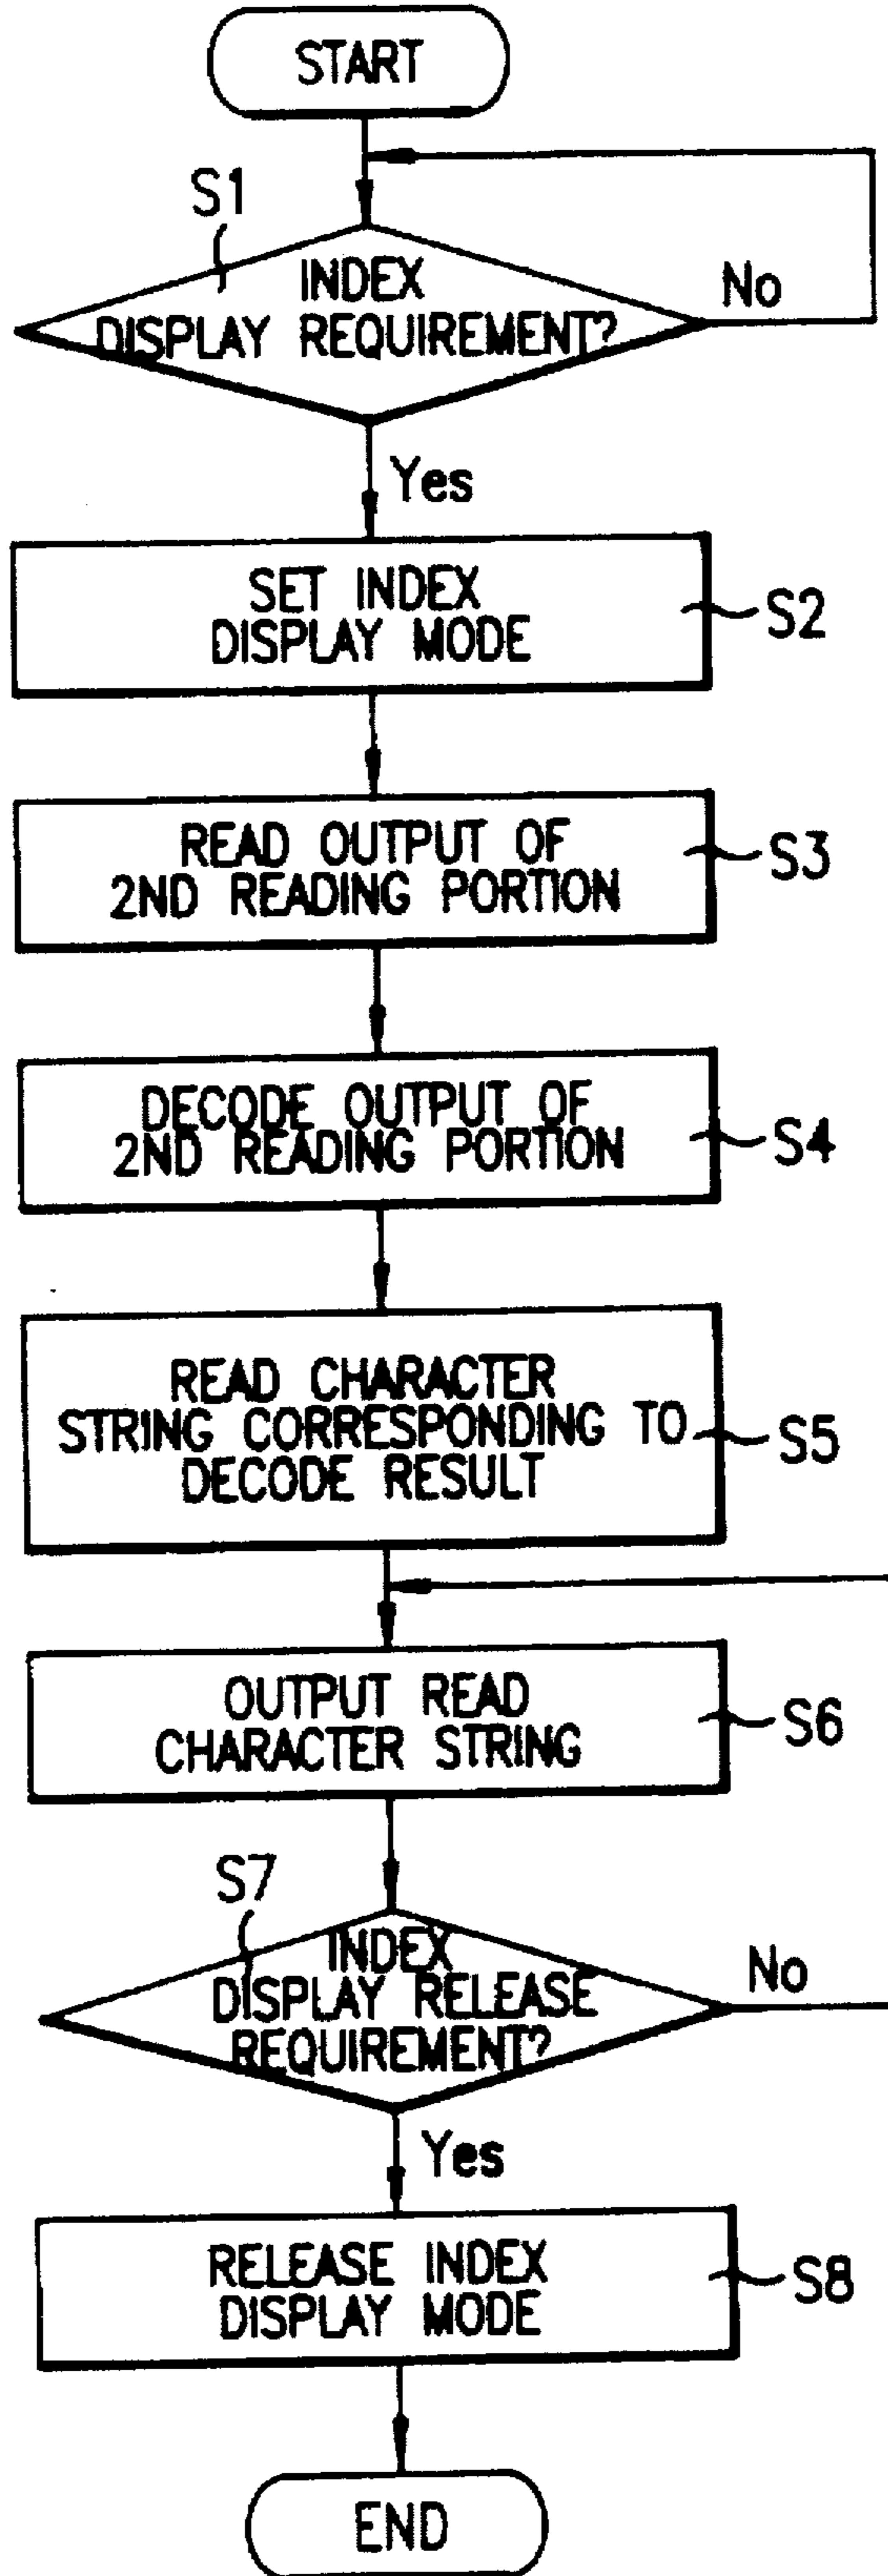 START
S1
INDEX
DISPLAY REQUIREMENT?
No
Yes
SET INDEX
DISPLAY MODE
S2
READ OUTPUT OF
2ND READING PORTION
S3
DECODE OUTPUT OF
2ND READING PORTION
S4
READ CHARACTER
STRING CORRESPONDING TO
DECODE RESULT
S5
OUTPUT READ
CHARACTER STRING
S6
S7
INDEX
DISPLAY RELEASE
REQUIREMENT?
No
Yes
RELEASE INDEX
DISPLAY MODE
S8
END